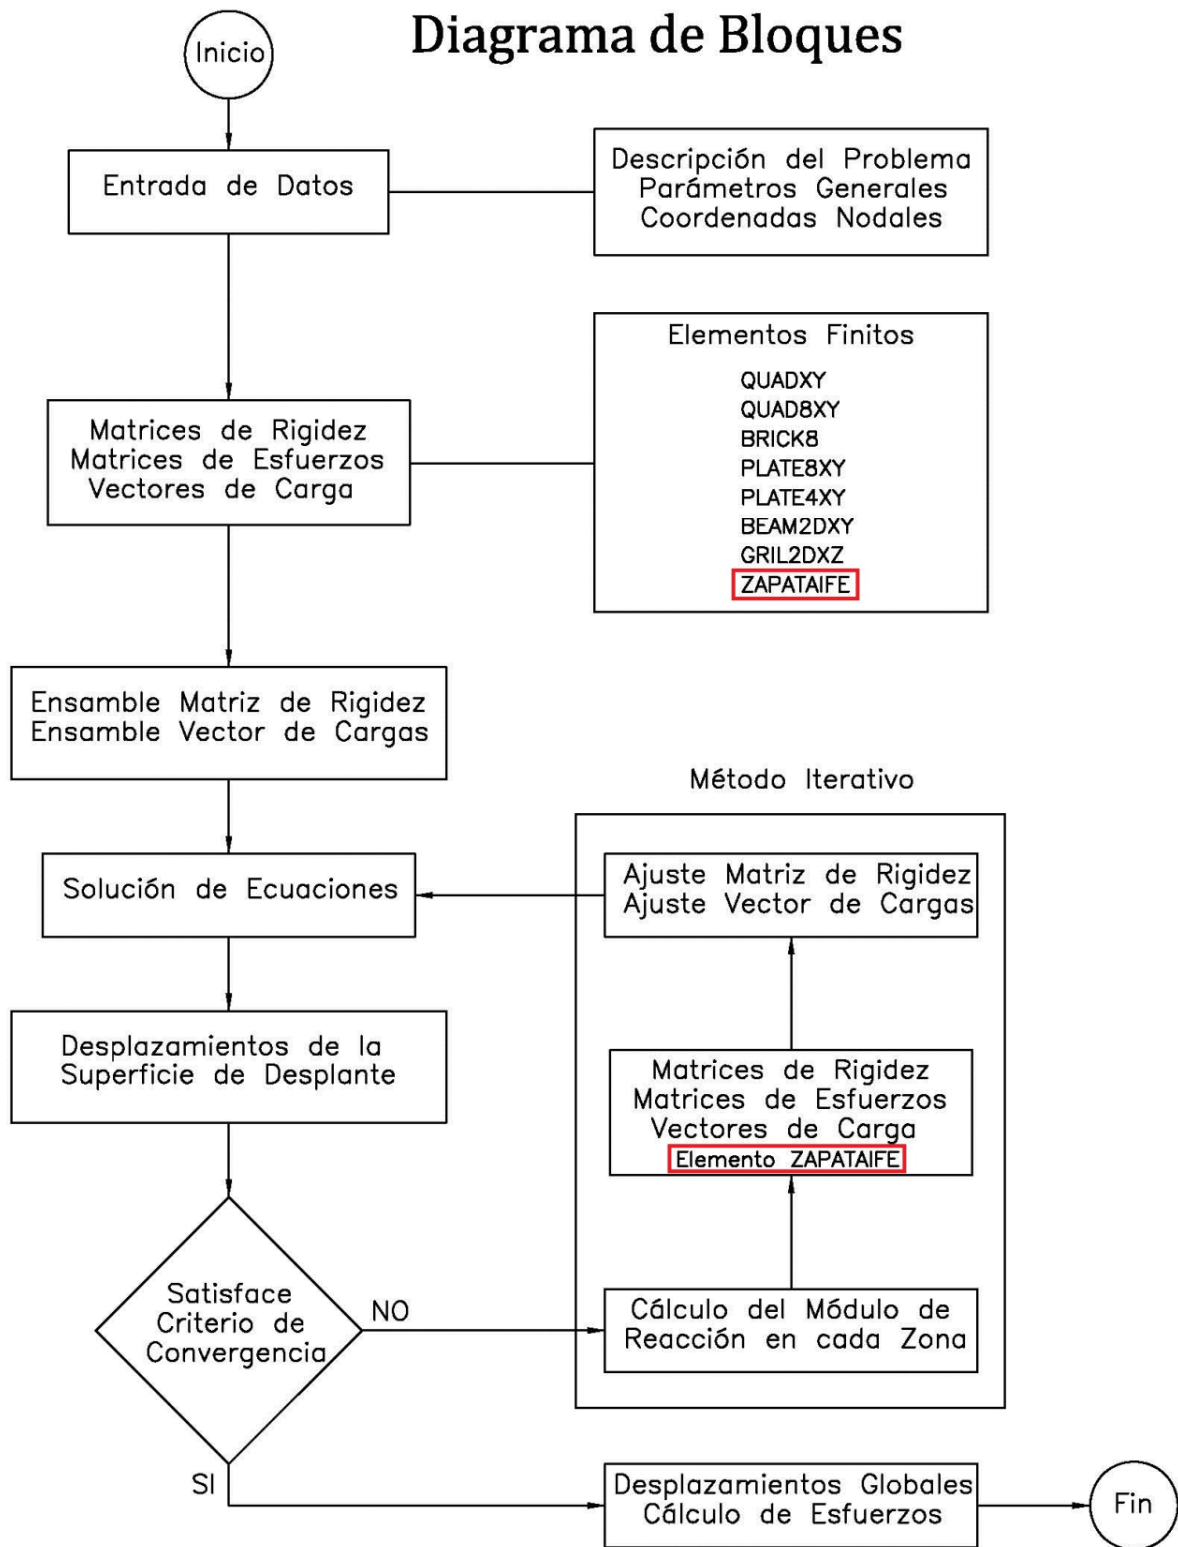 Diagrama de Bloques
Inicio
Entrada de Datos
Descripción del Problema
Parámetros Generales
Coordenadas Nodales
Matrices de Rigidez
Matrices de Esfuerzos
Vectores de Carga
Elementos Finitos
QUADXY
QUAD8XY
BRICK8
PLATE8XY
PLATE4XY
BEAM2DXY
GRIL2DXZ
ZAPATAIFE
Ensamble Matriz de Rigidez
Ensamble Vector de Cargas
Método Iterativo
Solución de Ecuaciones
Ajuste Matriz de Rigidez
Ajuste Vector de Cargas
Desplazamientos de la
Superficie de Desplante
Matrices de Rigidez
Matrices de Esfuerzos
Vectores de Carga
Elemento ZAPATAIFE
Satisface
Criterio de
Convergencia
NO
Cálculo del Módulo de
Reacción en cada Zona
SI
Desplazamientos Globales
Cálculo de Esfuerzos
Fin